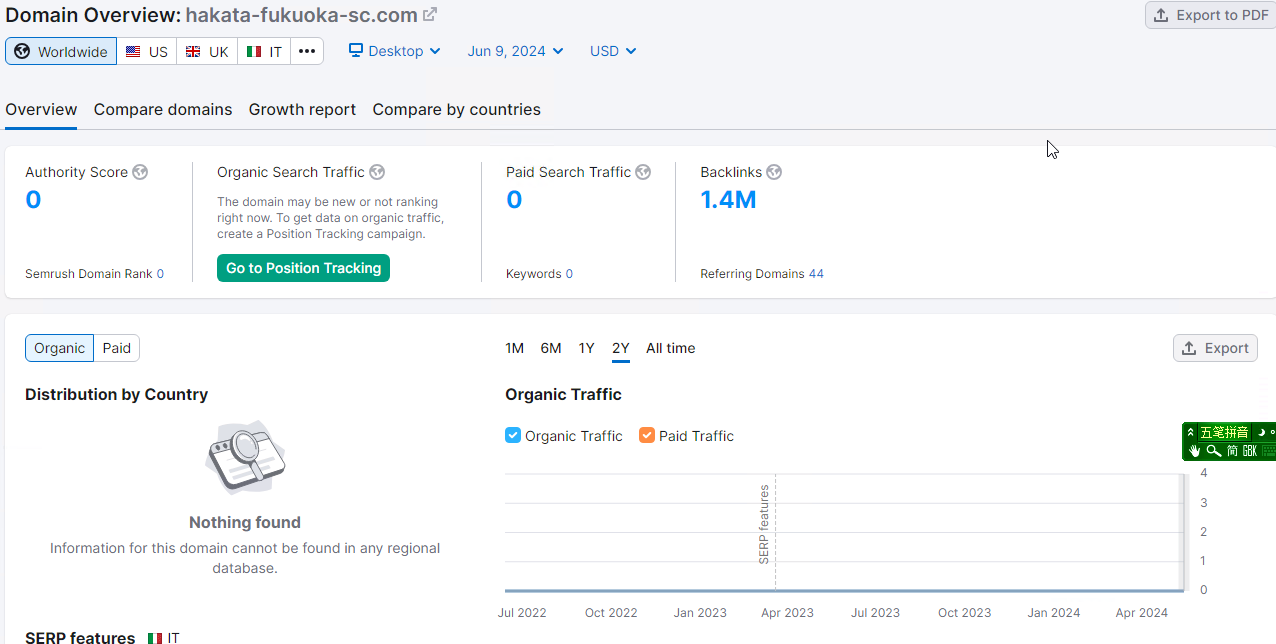 Domain Overview: hakata-fukuoka-sc.com
Export to PDF
Worldwide US UK IT •••
Desktop Jun 9, 2024 USD
Overview Compare domains Growth report Compare by countries
Authority Score
0
Semrush Domain Rank 0
Organic Search Traffic
The domain may be new or not ranking
right now. To get data on organic traffic,
create a Position Tracking campaign.
Go to Position Tracking
Paid Search Traffic
0
Keywords 0
Backlinks
1.4M
Referring Domains 44
Organic Paid
Distribution by Country
Nothing found
Information for this domain cannot be found in any regional
database.
SERP features IT
1M 6M 1Y 2Y All time
Export
Organic Traffic
Organic Traffic Paid Traffic
五笔拼音
简 GBK
SERP features
4
3
2
1
0
Jul 2022 Oct 2022 Jan 2023 Apr 2023 Jul 2023 Oct 2023 Jan 2024 Apr 2024